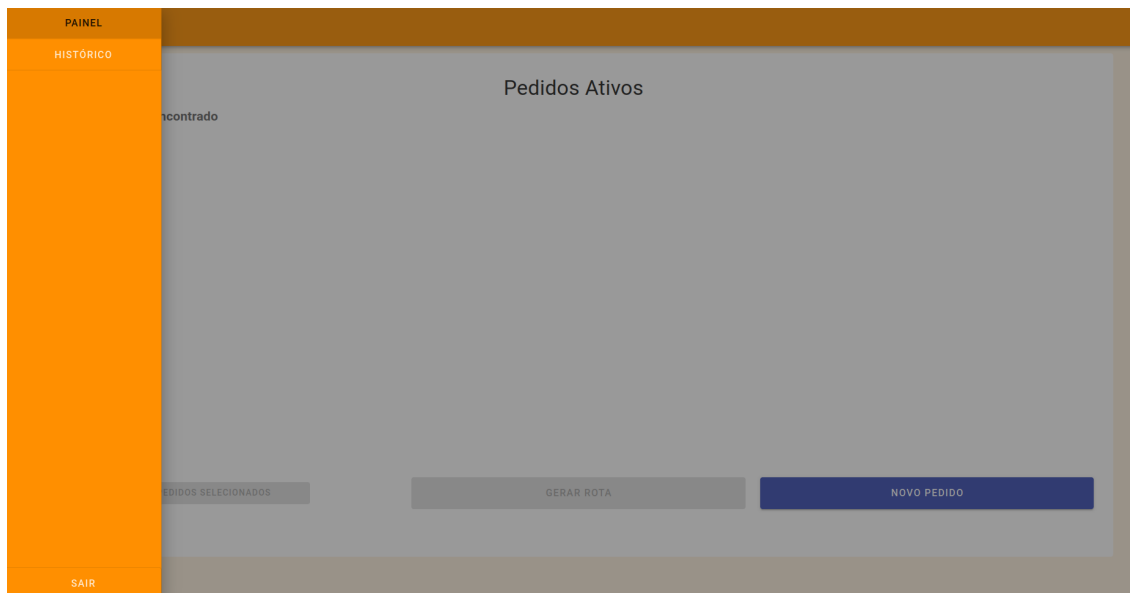 PAINEL
HISTÓRICO
Pedidos Ativos
ncontrado
EDIDOS SELECIONADOS
GERAR ROTA
NOVO PEDIDO
SAIR